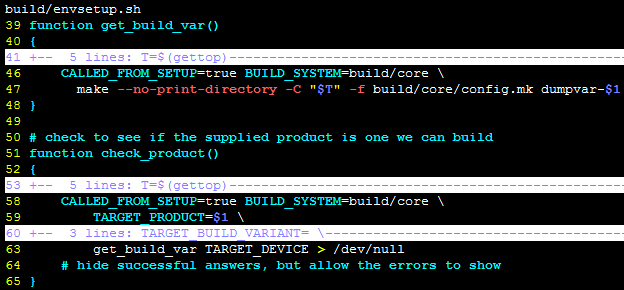 build/envsetup.sh
39 function get_build_var()
40 {
41 +--  5 lines: T=$(gettop)--------------------------------------------------
46     CALLED_FROM_SETUP=true BUILD_SYSTEM=build/core \
47       make --no-print-directory -C "$T" -f build/core/config.mk dumpvar-$1
48 }
49
50 # check to see if the supplied product is one we can build
51 function check_product()
52 {
53 +--  5 lines: T=$(gettop)--------------------------------------------------
58     CALLED_FROM_SETUP=true BUILD_SYSTEM=build/core \
59         TARGET_PRODUCT=$1 \
60 +--  3 lines: TARGET_BUILD_VARIANT= \--------------------------------------
63         get_build_var TARGET_DEVICE > /dev/null
64     # hide successful answers, but allow the errors to show
65 }